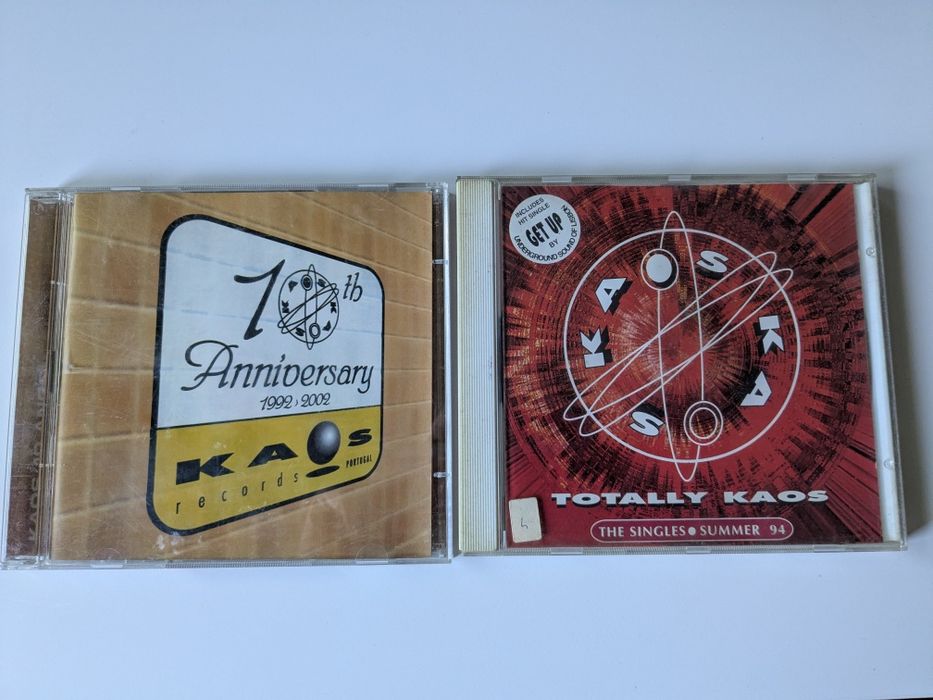 10th
Anniversary
1992 > 2002
KAOS
records
PORTUGAL
INCLUDES
HIT SINGLE
GET UP
BY
UNDERGROUND SOUND OF LISBON
KAOS
KAOS
TOTALLY KAOS
THE SINGLES • SUMMER 94
4